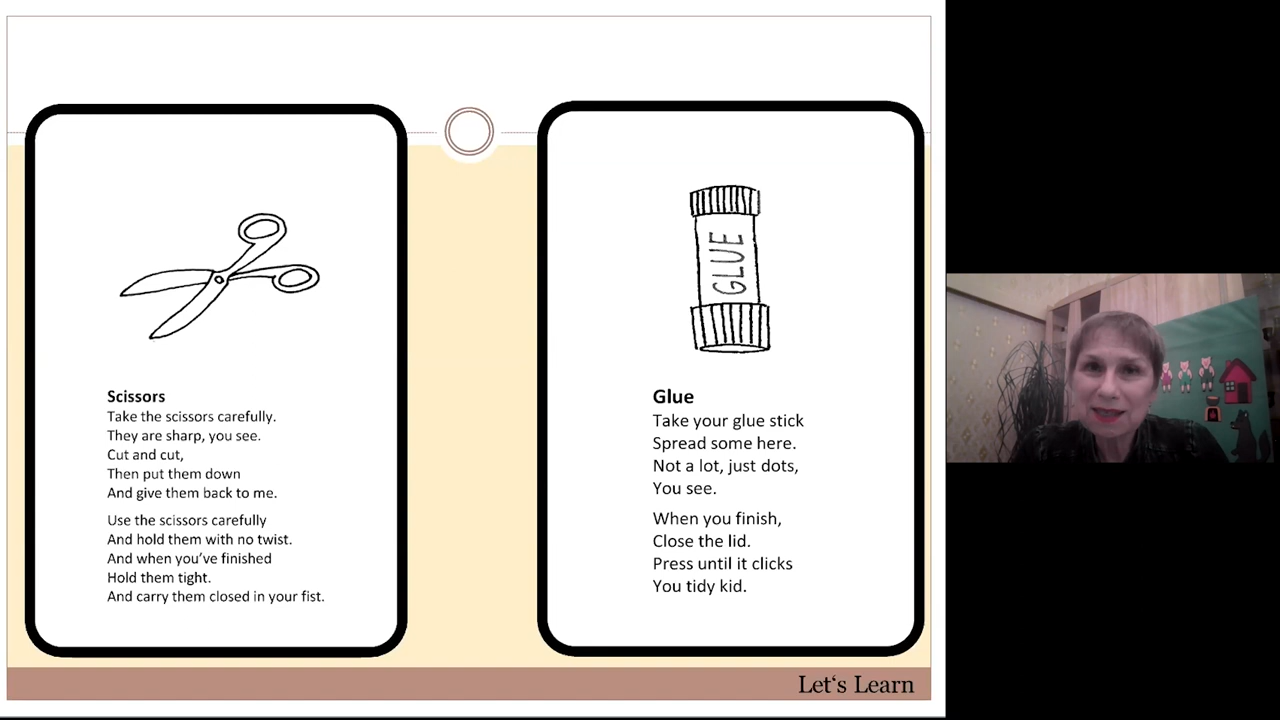 Scissors
Take the scissors carefully.
They are sharp, you see.
Cut and cut,
Then put them down
And give them back to me.
Use the scissors carefully
And hold them with no twist.
And when you’ve finished
Hold them tight.
And carry them closed in your fist.
GLUE
Glue
Take your glue stick
Spread some here.
Not a lot, just dots,
You see.
When you finish,
Close the lid.
Press until it clicks
You tidy kid.
Let‘s Learn